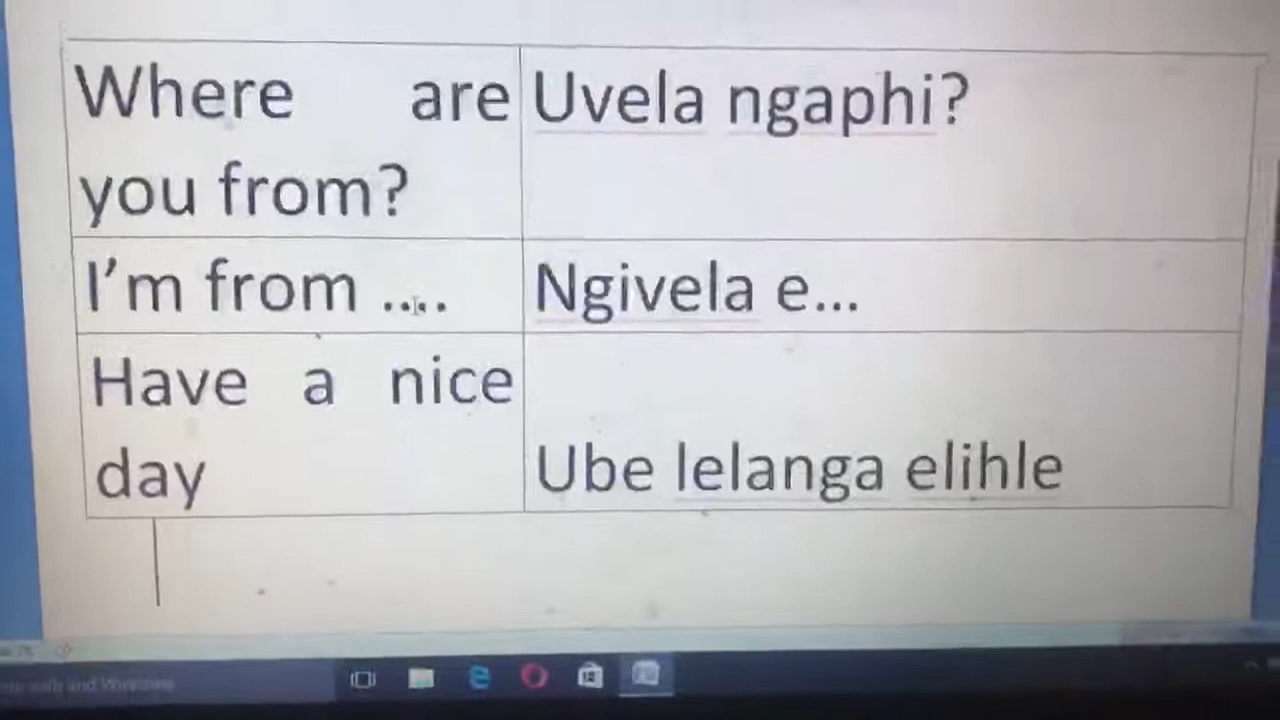 Where are
you from?
Uvela ngaphi?
I'm from ....
Ngivela e...
Have a nice
day
Ube lelanga elihle